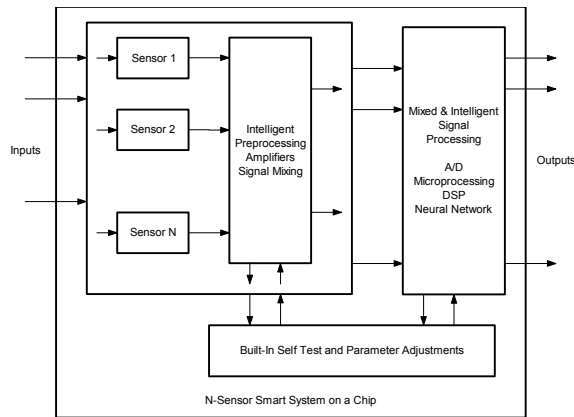 Sensor 1
Sensor 2
Sensor N
Intelligent
Preprocessing
Amplifiers
Signal Mixing
Mixed & Intelligent
Signal
Processing
A/D
Microprocessing
DSP
Neural Network
Inputs
Outputs
Built-In Self Test and Parameter Adjustments
N-Sensor Smart System on a Chip